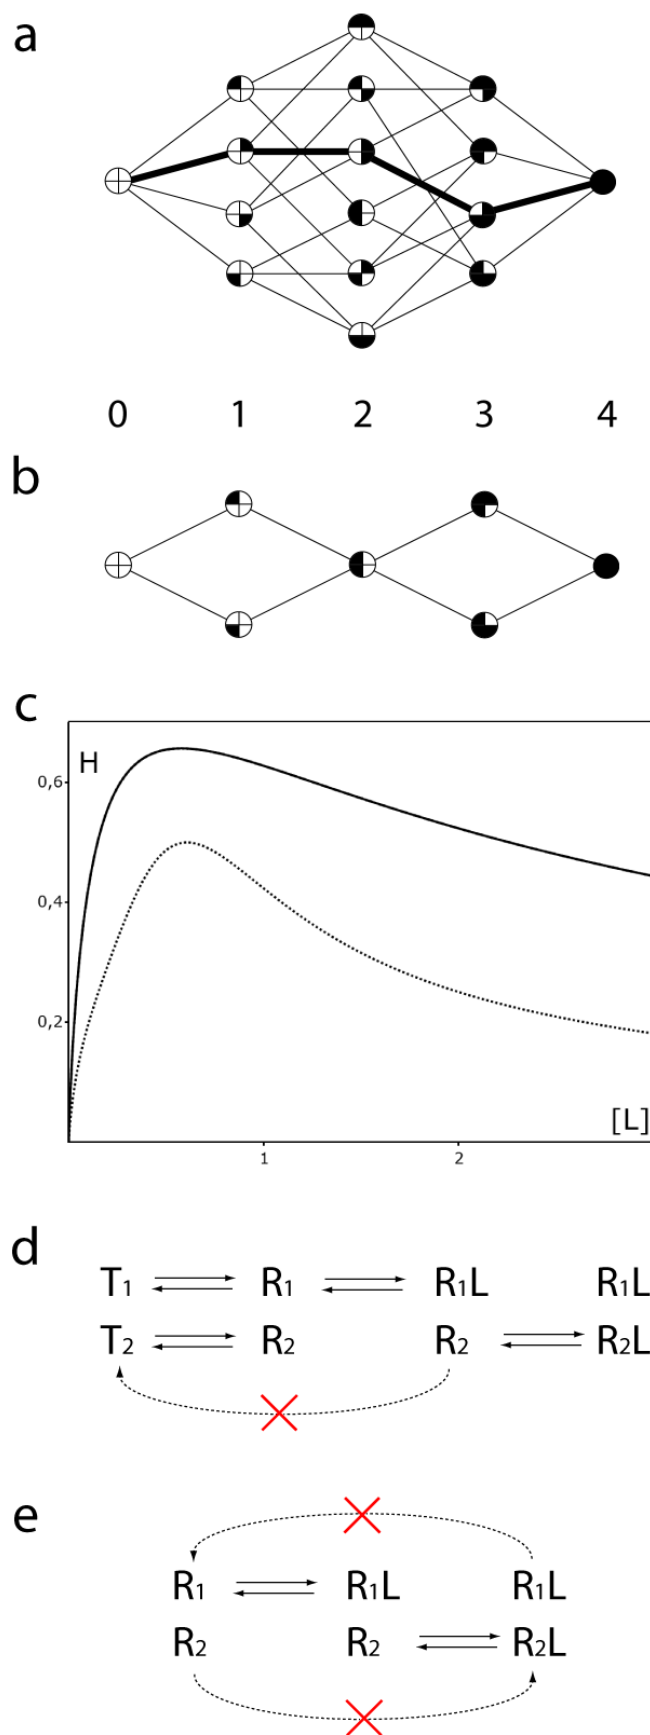 a
0 1 2 3 4
b
c
H
0,6
0,4
0,2
[L]
1 2
d
T1 R1 R1L R1L
T2 R2 R2 R2L
e
R1 R1L R1L
R2 R2 R2L